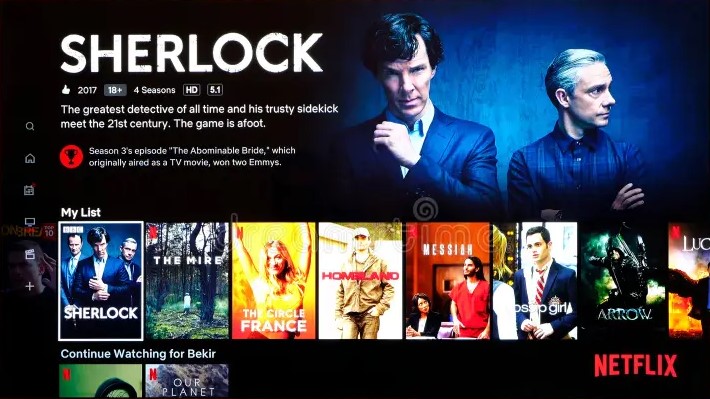 SHERLOCK
2017 18+ 4 Seasons HD 5.1
The greatest detective of all time and his trusty sidekick
meet the 21st century. The game is afoot.
Season 3's episode "The Abominable Bride," which
originally aired as a TV movie, won two Emmys.
My List
TOP
10
BBC
SHERLOCK
N
THE MIRE
N
THE CIRCLE
FRANCE
HOMELAND
N
MESSIAH
gossip girl
ARROW
N
LUC
dreamstime
Continue Watching for Bekir
N
N
OUR
PLANET
NETFLIX